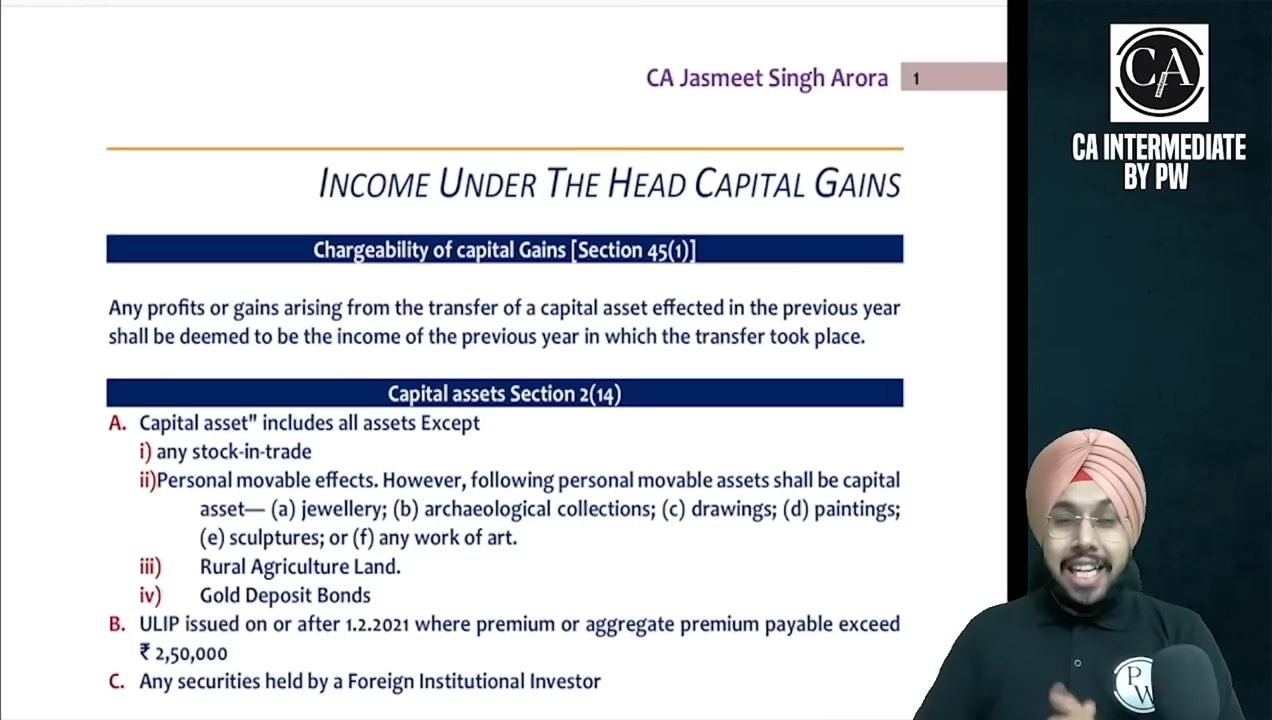 CA Jasmeet Singh Arora 1
CA
CA INTERMEDIATE
BY PW
INCOME UNDER THE HEAD CAPITAL GAINS
Chargeability of capital Gains [Section 45(1)]
Any profits or gains arising from the transfer of a capital asset effected in the previous year
shall be deemed to be the income of the previous year in which the transfer took place.
Capital assets Section 2(14)
A. Capital asset" includes all assets Except
i) any stock-in-trade
ii)Personal movable effects. However, following personal movable assets shall be capital
asset— (a) jewellery; (b) archaeological collections; (c) drawings; (d) paintings;
(e) sculptures; or (f) any work of art.
iii) Rural Agriculture Land.
iv) Gold Deposit Bonds
B. ULIP issued on or after 1.2.2021 where premium or aggregate premium payable exceed
₹ 2,50,000
C. Any securities held by a Foreign Institutional Investor
P
W